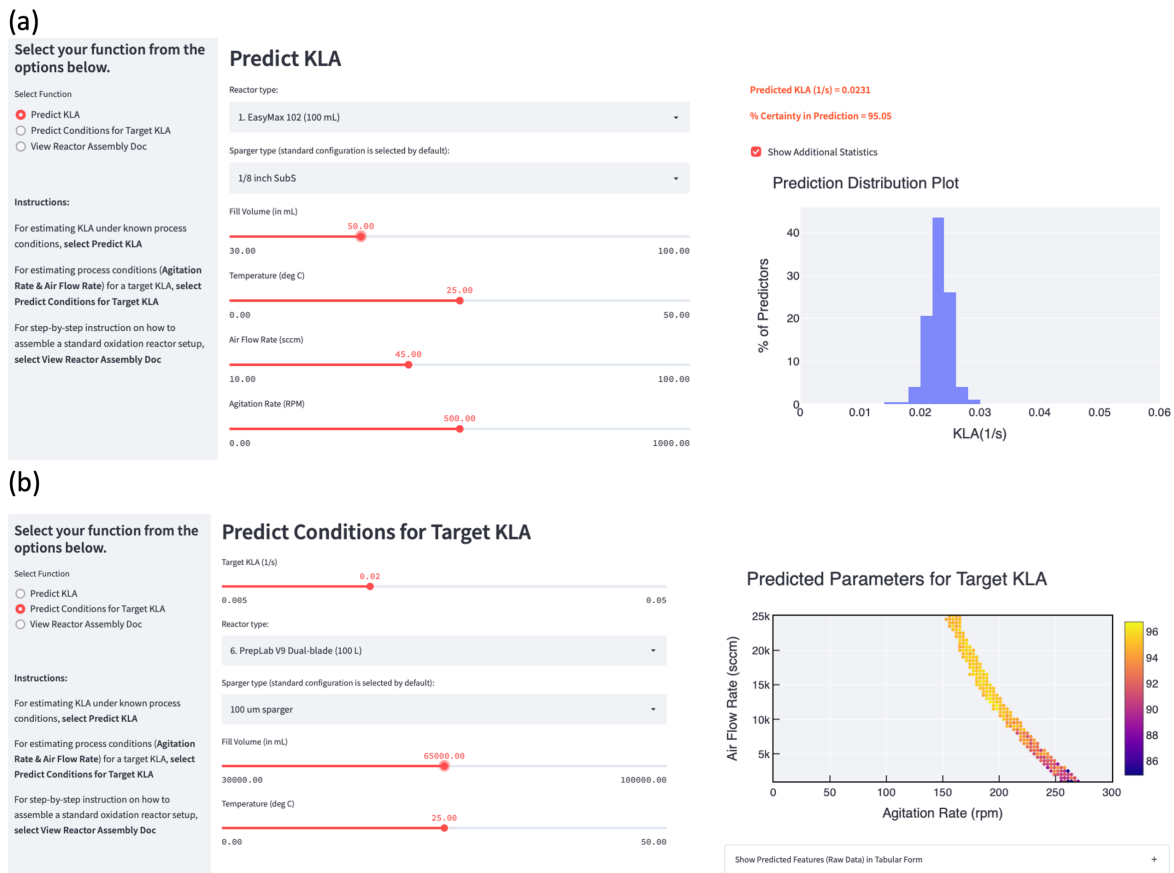 (a)
Select your function from the
options below.
Select Function
Predict KLA
Predict Conditions for Target KLA
View Reactor Assembly Doc
Instructions:
For estimating KLA under known process
conditions, select Predict KLA
For estimating process conditions (Agitation
Rate & Air Flow Rate) for a target KLA, select
Predict Conditions for Target KLA
For step-by-step instruction on how to
assemble a standard oxidation reactor setup,
select View Reactor Assembly Doc
Predict KLA
Reactor type:
1. EasyMax 102 (100 mL)
Sparger type (standard configuration is selected by default):
1/8 inch SubS
Fill Volume (in mL)
50.00
30.00 100.00
Temperature (deg C)
25.00
0.00 50.00
Air Flow Rate (sccm)
45.00
10.00 100.00
Agitation Rate (RPM)
500.00
0.00 1000.00
Predicted KLA (1/s) = 0.0231
% Certainty in Prediction = 95.05
Show Additional Statistics
Prediction Distribution Plot
% of Predictors
40
30
20
10
0
0 0.01 0.02 0.03 0.04 0.05 0.06
KLA(1/s)
(b)
Select your function from the
options below.
Select Function
Predict KLA
Predict Conditions for Target KLA
View Reactor Assembly Doc
Instructions:
For estimating KLA under known process
conditions, select Predict KLA
For estimating process conditions (Agitation
Rate & Air Flow Rate) for a target KLA, select
Predict Conditions for Target KLA
For step-by-step instruction on how to
assemble a standard oxidation reactor setup,
select View Reactor Assembly Doc
Predict Conditions for Target KLA
Target KLA (1/s)
0.02
0.005 0.05
Reactor type:
6. PrepLab V9 Dual-blade (100 L)
Sparger type (standard configuration is selected by default):
100 um sparger
Fill Volume (in mL)
65000.00
30000.00 100000.00
Temperature (deg C)
25.00
0.00 50.00
Predicted Parameters for Target KLA
Air Flow Rate (sccm)
25k
20k
15k
10k
5k
0 50 100 150 200 250 300
Agitation Rate (rpm)
96
94
92
90
88
86
Show Predicted Features (Raw Data) in Tabular Form +